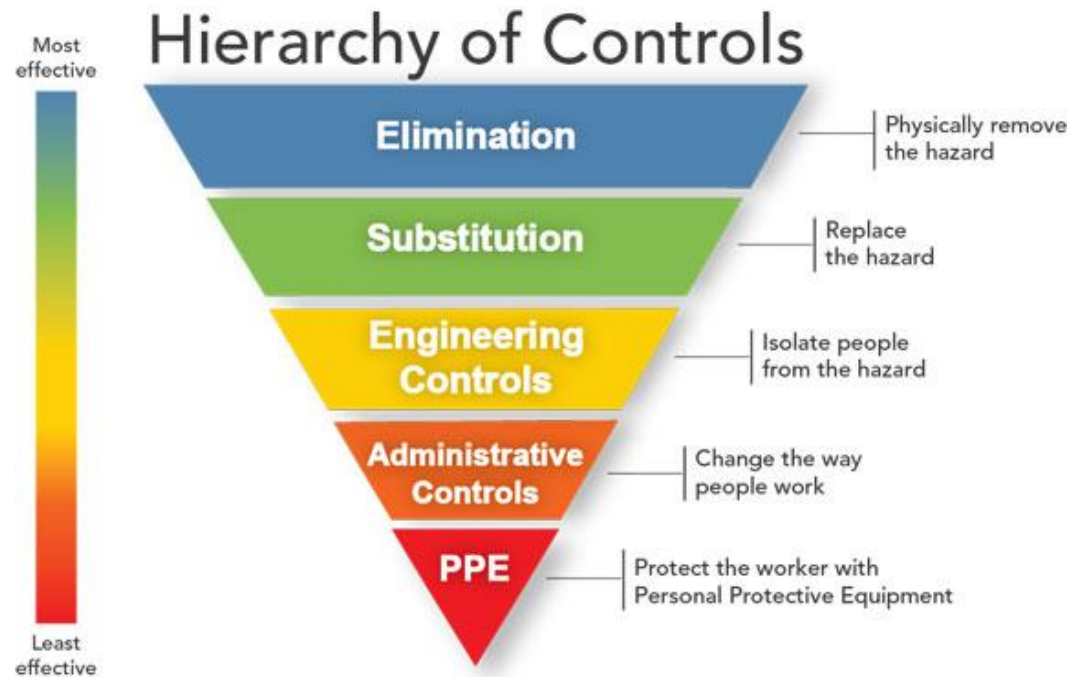 Hierarchy of Controls
Most
effective
Elimination
Physically remove
the hazard
Substitution
Replace
the hazard
Engineering
Controls
Isolate people
from the hazard
Administrative
Controls
Change the way
people work
PPE
Protect the worker with
Personal Protective Equipment
Least
effective